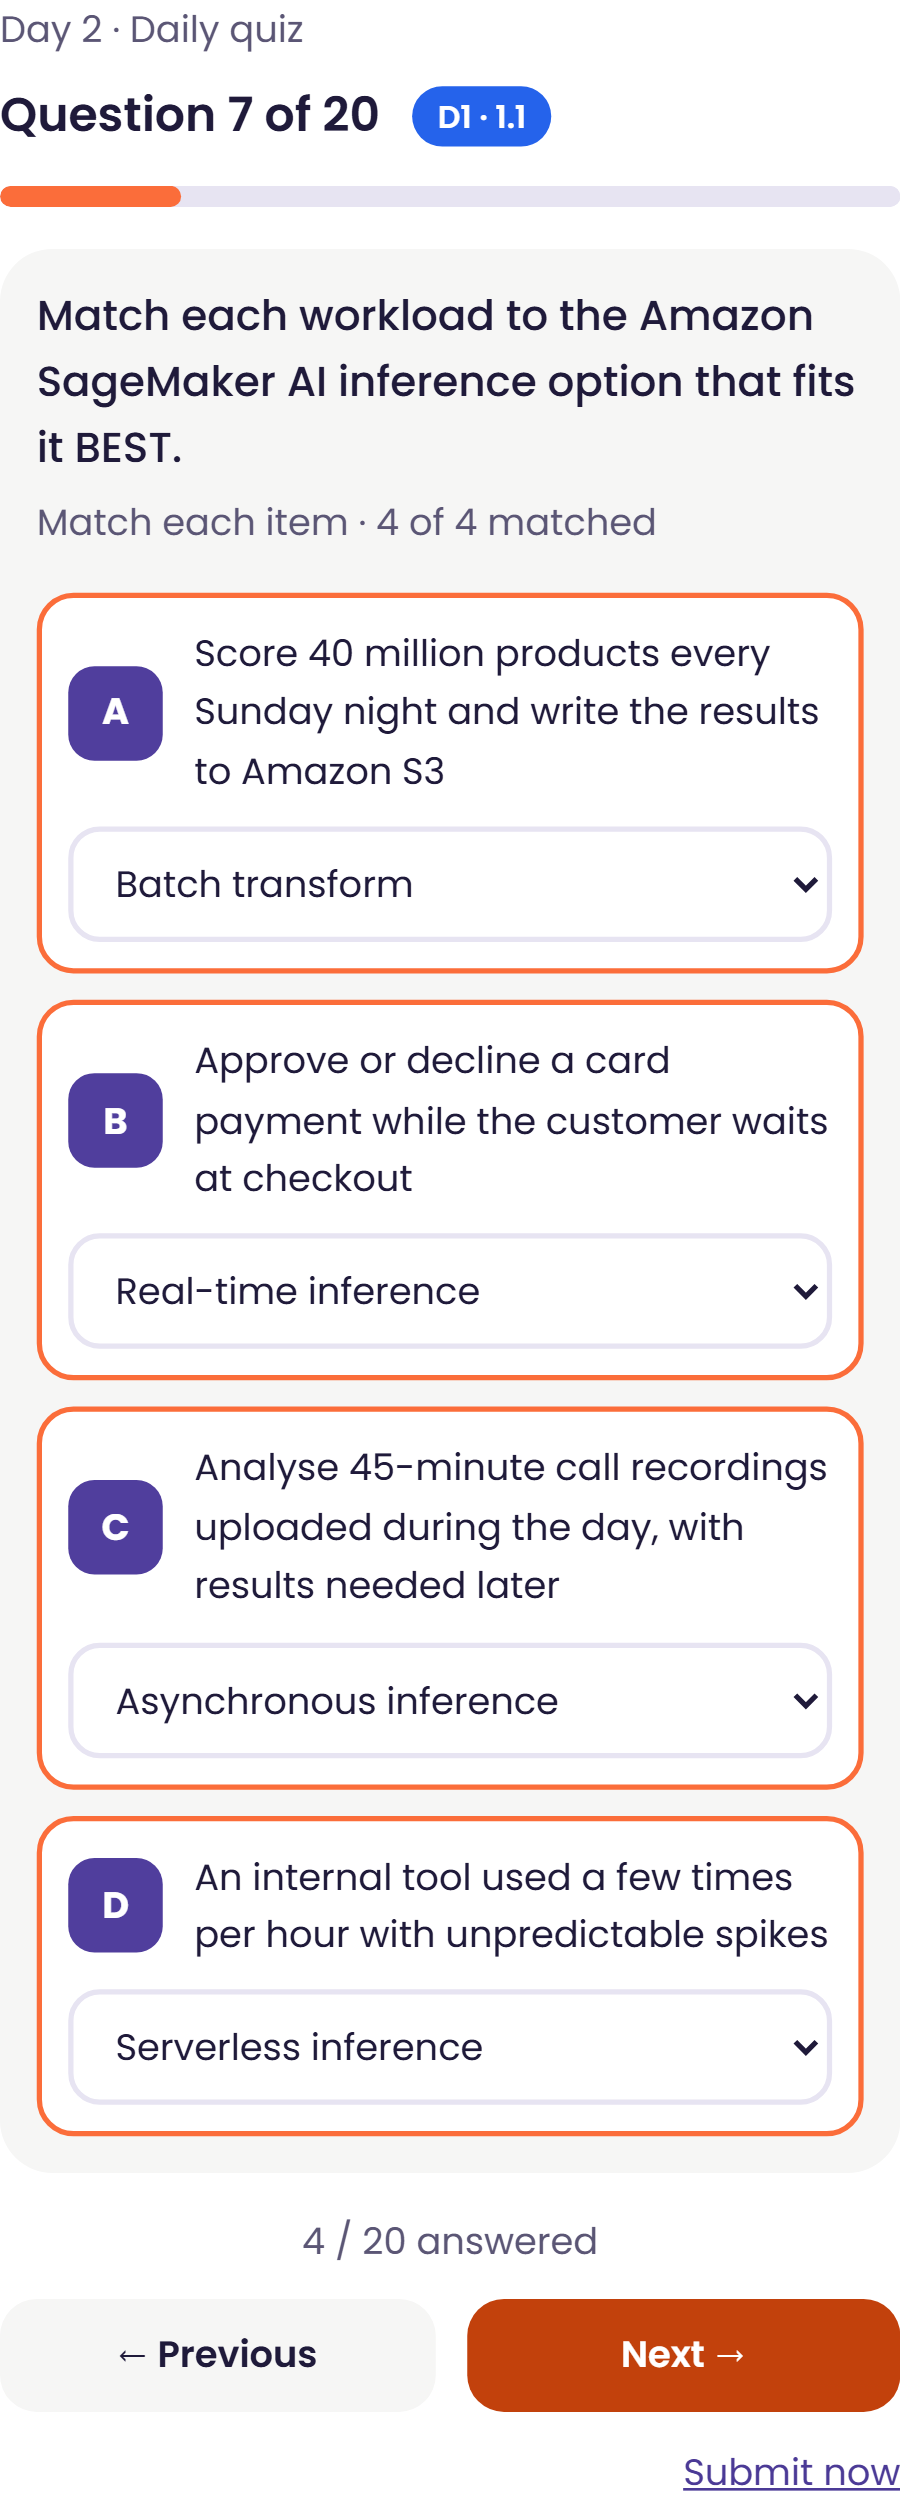 Day 2 · Daily quiz
Question 7 of 20
D1 · 1.1
Match each workload to the Amazon
SageMaker AI inference option that fits
it BEST.
Match each item · 4 of 4 matched
A
Score 40 million products every
Sunday night and write the results
to Amazon S3
Batch transform
B
Approve or decline a card
payment while the customer waits
at checkout
Real-time inference
C
Analyse 45-minute call recordings
uploaded during the day, with
results needed later
Asynchronous inference
D
An internal tool used a few times
per hour with unpredictable spikes
Serverless inference
4 / 20 answered
← Previous
Next →
Submit now